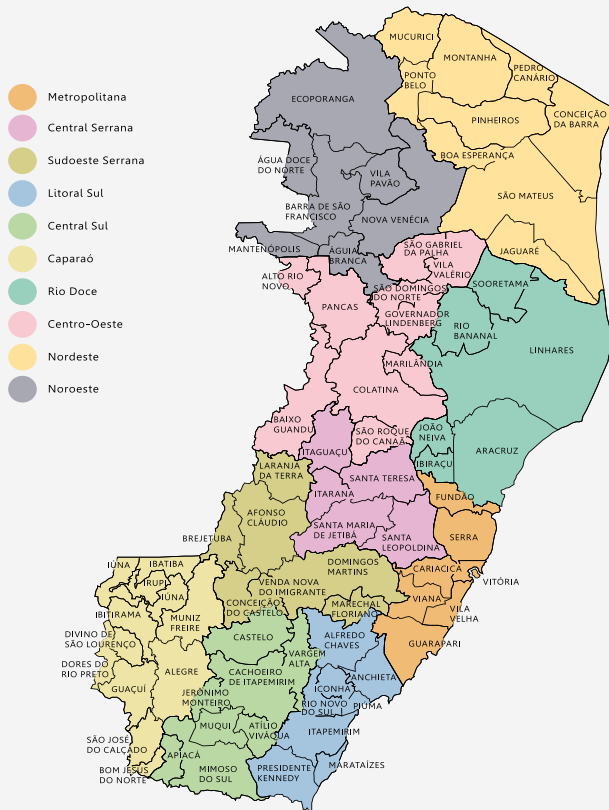 Metropolitana
Central Serrana
Sudoeste Serrana
Litoral Sul
Central Sul
Caparaó
Rio Doce
Centro-Oeste
Nordeste
Noroeste
MUCURICI
MONTANHA
PEDRO
CANÁRIO
PONTO
BELO
ECOPORANGA
PINHEIROS
CONCEIÇÃO
DA BARRA
BOA ESPERANÇA
ÁGUA DOCE
DO NORTE
VILA
PAVÃO
SÃO MATEUS
BARRA DE SÃO
FRANCISCO
NOVA VENÉCIA
MANTENÓPOLIS
ÁGUIA
BRANCA
SÃO GABRIEL
DA PALHA
JAGUARÉ
VILA
VALÉRIO
ALTO RIO
NOVO
SOORETAMA
SÃO DOMINGOS
DO NORTE
PANCAS
GOVERNADOR
LINDENBERG
RIO
BANANAL
LINHARES
MARILÂNDIA
COLATINA
BAIXO
GUANDU
SÃO ROQUE
DO CANAÃ
JOÃO
NEIVA
ITAGUAÇU
ARACRUZ
IBIRAÇU
LARANJA
DA TERRA
SANTA TERESA
ITARANA
FUNDÃO
AFONSO
CLÁUDIO
SANTA MARIA
DE JETIBÁ
SANTA
LEOPOLDINA
SERRA
BREJETUBA
DOMINGOS
MARTINS
CARIACICA
VITÓRIA
IÚNA
IBATIBA
IRUPI
IÚNA
VENDA NOVA
DO IMIGRANTE
VIANA
CONCEIÇÃO
DO CASTELO
MARECHAL
FLORIANO
VILA
VELHA
IBITIRAMA
MUNIZ
FREIRE
DIVINO DE
SÃO LOURENÇO
CASTELO
ALFREDO
CHAVES
GUARAPARI
VARGEM
ALTA
DORES DO
RIO PRETO
ALEGRE
CACHOEIRO
DE ITAPEMIRIM
ANCHIETA
GUAÇUÍ
JERÔNIMO
MONTEIRO
ICONHA
RIO NOVO
DO SUL
PIÚMA
MUQUI
ATÍLIO
VIVÁQUA
ITAPEMIRIM
SÃO JOSÉ
DO CALÇADO
APIACÁ
MARATAÍZES
BOM JESUS
DO NORTE
MIMOSO
DO SUL
PRESIDENTE
KENNEDY